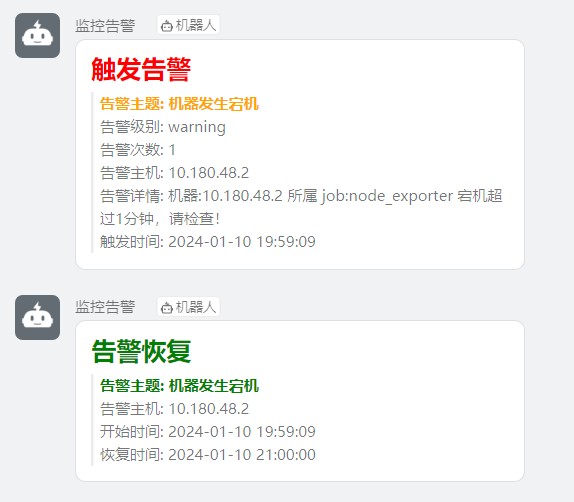 监控告警 机器人
触发告警
告警主题: 机器发生宕机
告警级别: warning
告警次数: 1
告警主机: 10.180.48.2
告警详情: 机器:10.180.48.2 所属 job:node_exporter 宕机超
过1分钟，请检查！
触发时间: 2024-01-10 19:59:09
监控告警 机器人
告警恢复
告警主题: 机器发生宕机
告警主机: 10.180.48.2
开始时间: 2024-01-10 19:59:09
恢复时间: 2024-01-10 21:00:00